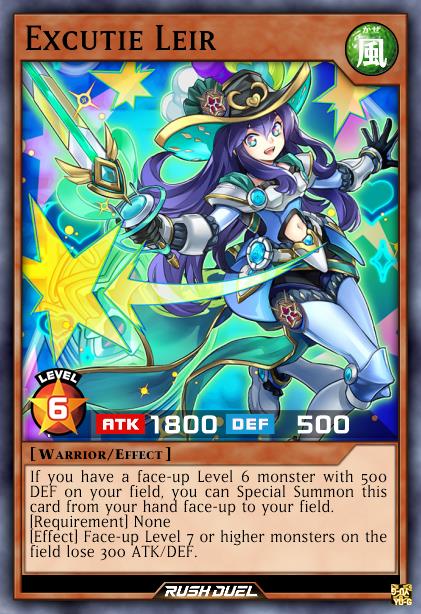 Excutie Leir
かぜ
風
LEVEL
6
ATK 1800 DEF 500
[Warrior/Effect]
If you have a face-up Level 6 monster with 500
DEF on your field, you can Special Summon this
card from your hand face-up to your field.
[Requirement] None
[Effect] Face-up Level 7 or higher monsters on the
field lose 300 ATK/DEF.
RUSH DUEL